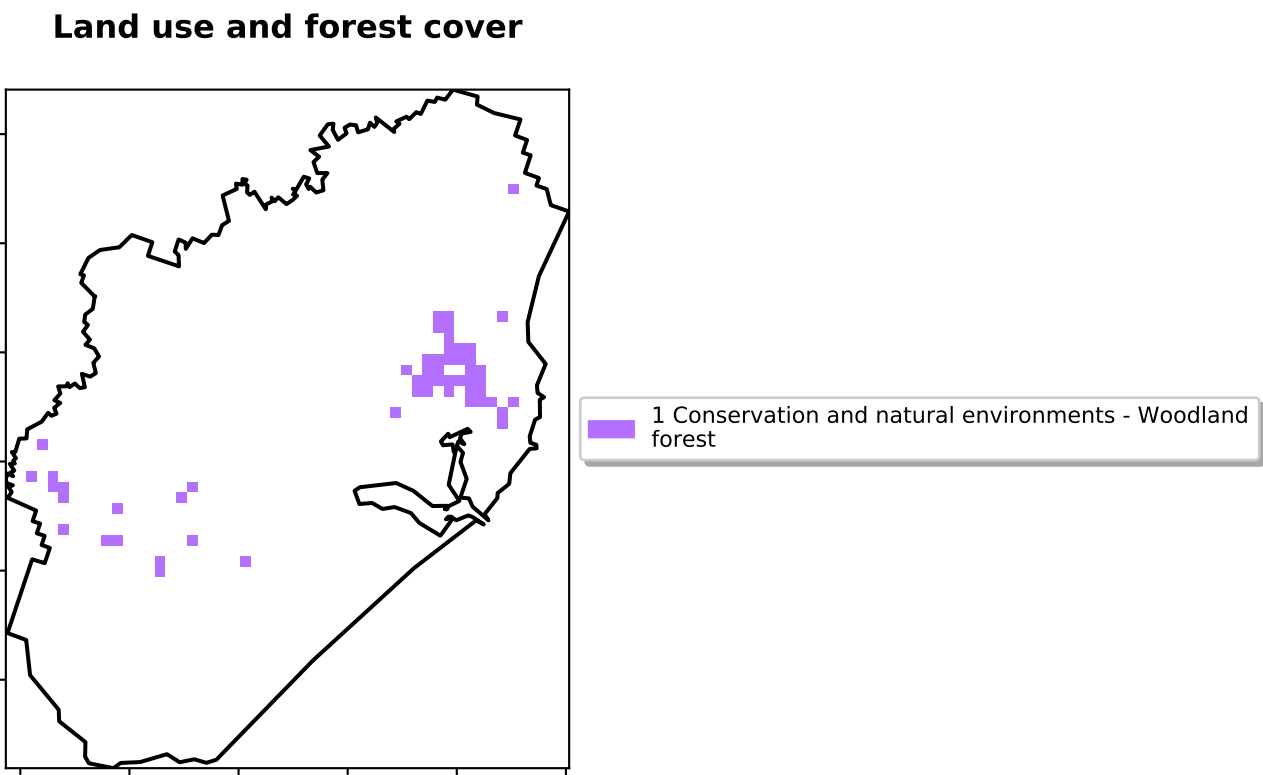 Land use and forest cover
1 Conservation and natural environments - Woodland
forest